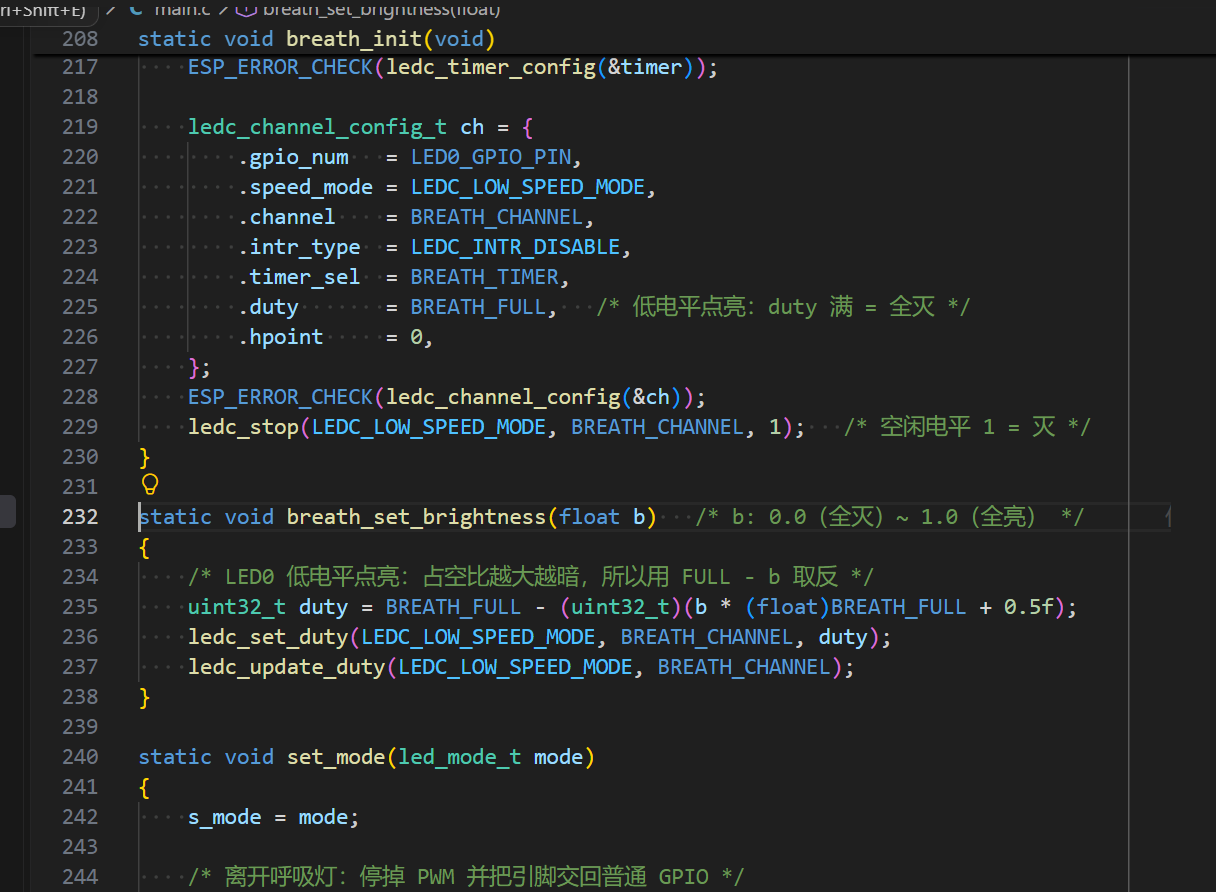 ri+Shift+E) / C main.c / breath_set_brightness(float)
208 static void breath_init(void)
217 ESP_ERROR_CHECK(ledc_timer_config(&timer));
218
219 ledc_channel_config_t ch = {
220 .gpio_num = LED0_GPIO_PIN,
221 .speed_mode = LEDC_LOW_SPEED_MODE,
222 .channel = BREATH_CHANNEL,
223 .intr_type = LEDC_INTR_DISABLE,
224 .timer_sel = BREATH_TIMER,
225 .duty = BREATH_FULL, /* 低电平点亮：duty 满 = 全灭 */
226 .hpoint = 0,
227 };
228 ESP_ERROR_CHECK(ledc_channel_config(&ch));
229 ledc_stop(LEDC_LOW_SPEED_MODE, BREATH_CHANNEL, 1); /* 空闲电平 1 = 灭 */
230 }
231
232 static void breath_set_brightness(float b) /* b: 0.0（全灭）~ 1.0（全亮） */
233 {
234 /* LED0 低电平点亮：占空比越大越暗，所以用 FULL - b 取反 */
235 uint32_t duty = BREATH_FULL - (uint32_t)(b * (float)BREATH_FULL + 0.5f);
236 ledc_set_duty(LEDC_LOW_SPEED_MODE, BREATH_CHANNEL, duty);
237 ledc_update_duty(LEDC_LOW_SPEED_MODE, BREATH_CHANNEL);
238 }
239
240 static void set_mode(led_mode_t mode)
241 {
242 s_mode = mode;
243
244 /* 离开呼吸灯：停掉 PWM 并把引脚交回普通 GPIO */